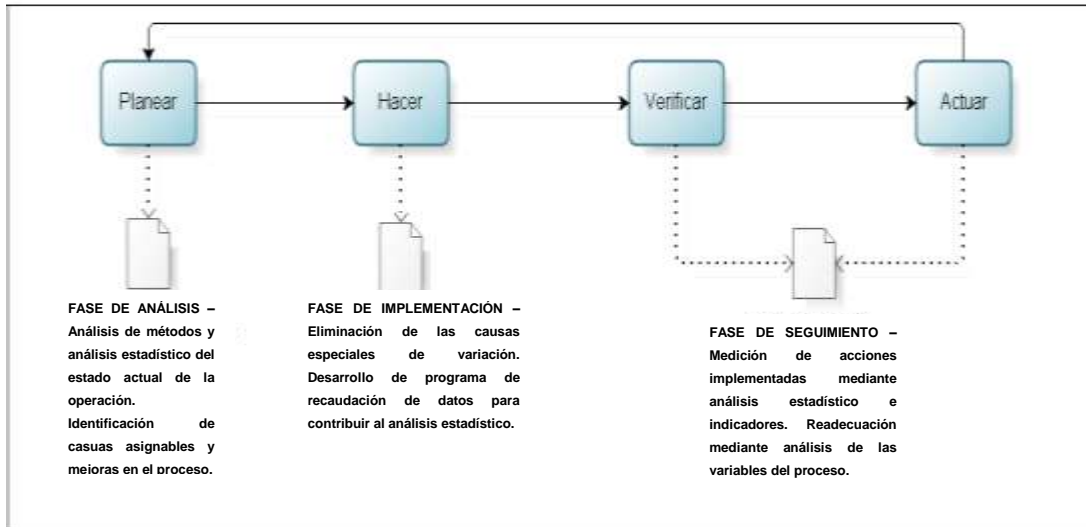 Planear
Hacer
Verificar
Actuar
FASE DE ANÁLISIS –
Análisis de métodos y
análisis estadístico del
estado actual de la
operación.
Identificación de
casuas asignables y
mejoras en el proceso.
FASE DE IMPLEMENTACIÓN –
Eliminación de las causas
especiales de variación.
Desarrollo de programa de
recaudación de datos para
contribuir al análisis estadístico.
FASE DE SEGUIMIENTO –
Medición de acciones
implementadas mediante
análisis estadístico e
indicadores. Readecuación
mediante análisis de las
variables del proceso.